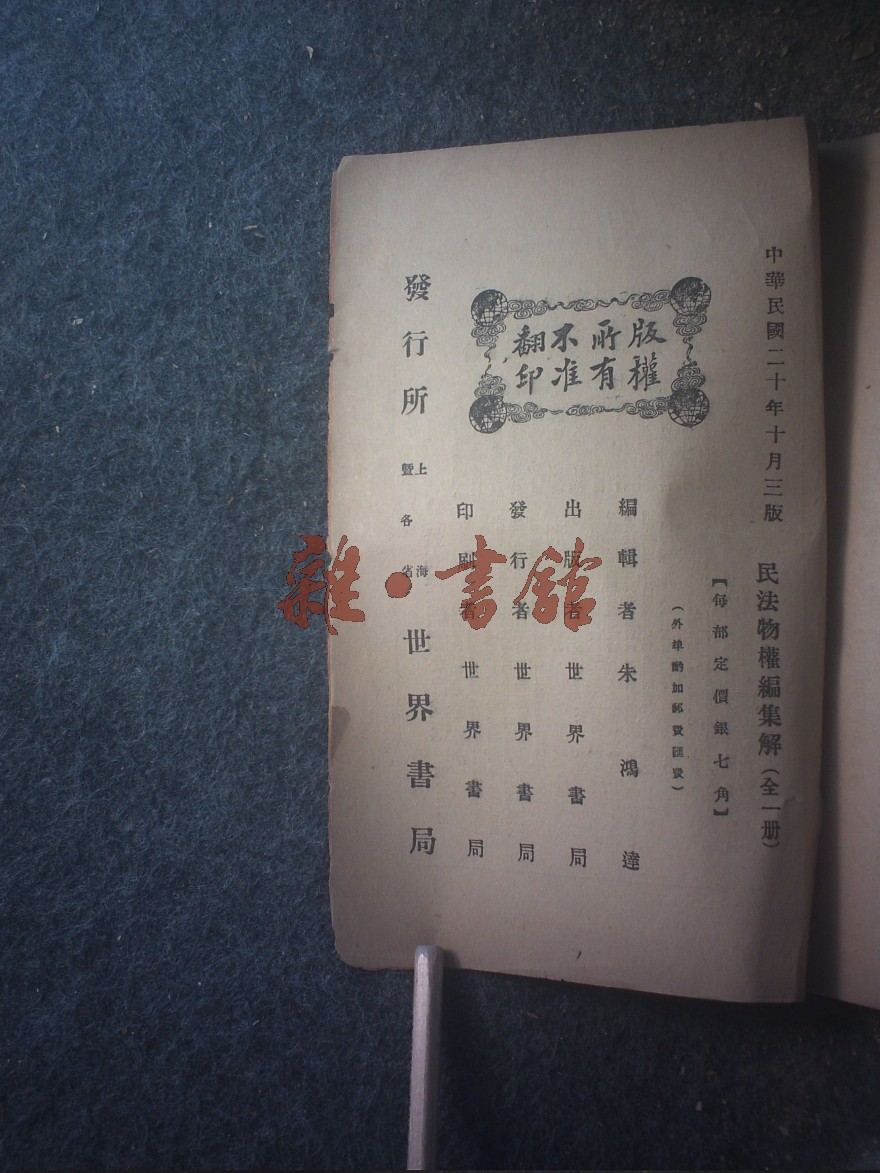 中華民國二十年十月三版
民法物權編集解（全一册）
【每部定價銀七角】
（外埠酌加郵費匯費）
版權所有不准翻印
編輯者朱鴻達
出版者世界書局
發行者世界書局
印刷者世界書局
發行所上海暨各省世界書局
雜·書館